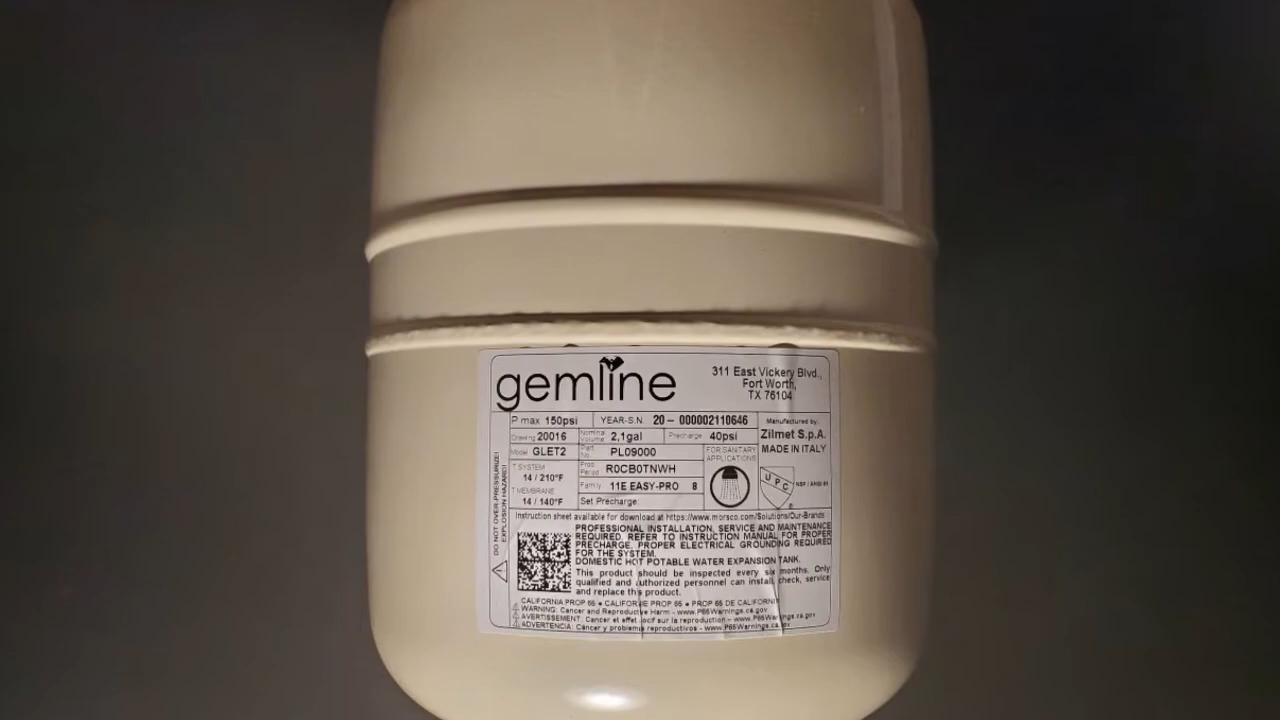 gemline
311 East Vickery Blvd.,
Fort Worth,
TX 76104
P max 150psi YEAR-S.N. 20 - 000002110646
Drawing 20016 Nominal Volume 2,1gal Precharge 40psi
Manufactured by:
Zilmet S.p.A.
MADE IN ITALY
Model GLET2 Part No. PL09000
FOR SANITARY APPLICATIONS
T SYSTEM
14 / 210°F
Prod. Period R0CB0TNWH
T MEMBRANE
14 / 140°F
Family 11E EASY-PRO 8
Set Precharge:
UPC
®
NSF / ANSI 61
DO NOT OVER-PRESSURIZE!
EXPLOSION HAZARD!
Instruction sheet available for download at https://www.morsco.com/Solutions/Our-Brands
PROFESSIONAL INSTALLATION, SERVICE AND MAINTENANCE
REQUIRED. REFER TO INSTRUCTION MANUAL FOR PROPER
PRECHARGE. PROPER ELECTRICAL GROUNDING REQUIRED
FOR THE SYSTEM.
DOMESTIC HOT POTABLE WATER EXPANSION TANK.
This product should be inspected every six months. Only
qualified and authorized personnel can install, check, service
and replace this product.
CALIFORNIA PROP 65 • CALIFORNIE PROP 65 • PROP 65 DE CALIFORNIA
WARNING: Cancer and Reproductive Harm - www.P65Warnings.ca.gov
AVERTISSEMENT: Cancer et effet nocif sur la reproduction – www.P65Warnings.ca.gov
ADVERTENCIA: Cáncer y problemas reproductivos - www.P65Warnings.ca.gov